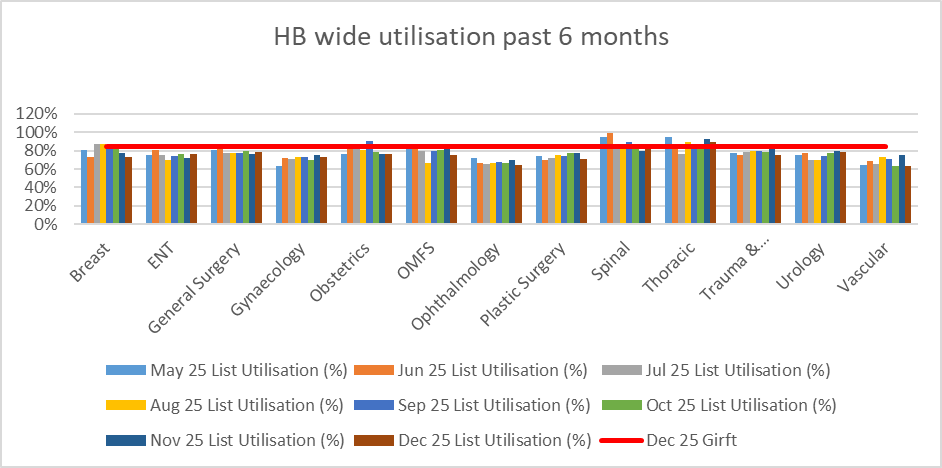 HB wide utilisation past 6 months
120%
100%
80%
60%
40%
20%
0%
Breast
ENT
General Surgery
Gynaecology
Obstetrics
OMFS
Ophthalmology
Plastic Surgery
Spinal
Thoracic
Trauma &...
Urology
Vascular
May 25 List Utilisation (%) Jun 25 List Utilisation (%) Jul 25 List Utilisation (%)
Aug 25 List Utilisation (%) Sep 25 List Utilisation (%) Oct 25 List Utilisation (%)
Nov 25 List Utilisation (%) Dec 25 List Utilisation (%) Dec 25 Girft